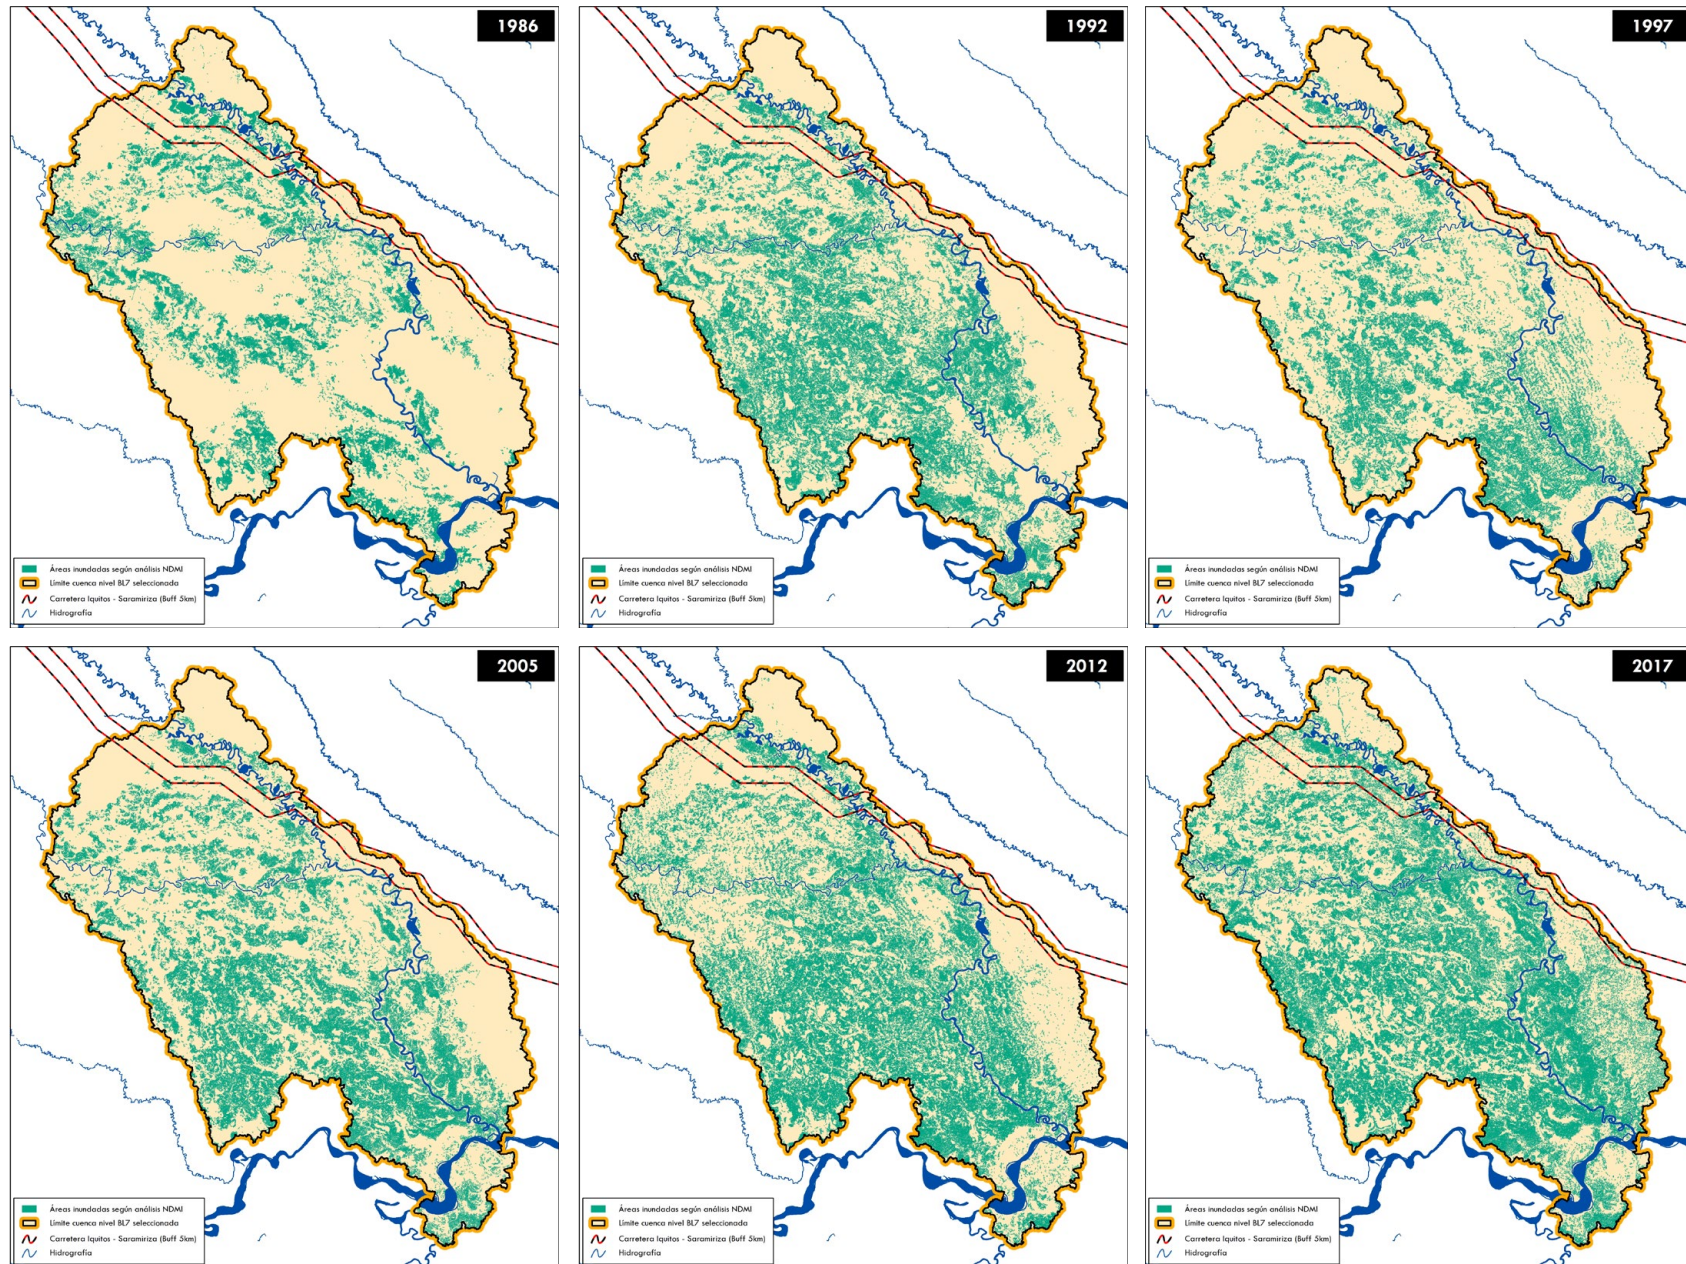 1986
Áreas inundadas según análisis NDMI
Límite cuenca nivel BL7 seleccionada
Carretera Iquitos - Saramiriza (Buff 5km)
Hidrografía
1992
Áreas inundadas según análisis NDMI
Límite cuenca nivel BL7 seleccionada
Carretera Iquitos - Saramiriza (Buff 5km)
Hidrografía
1997
Áreas inundadas según análisis NDMI
Límite cuenca nivel BL7 seleccionada
Carretera Iquitos - Saramiriza (Buff 5km)
Hidrografía
2005
Áreas inundadas según análisis NDMI
Límite cuenca nivel BL7 seleccionada
Carretera Iquitos - Saramiriza (Buff 5km)
Hidrografía
2012
Áreas inundadas según análisis NDMI
Límite cuenca nivel BL7 seleccionada
Carretera Iquitos - Saramiriza (Buff 5km)
Hidrografía
2017
Áreas inundadas según análisis NDMI
Límite cuenca nivel BL7 seleccionada
Carretera Iquitos - Saramiriza (Buff 5km)
Hidrografía